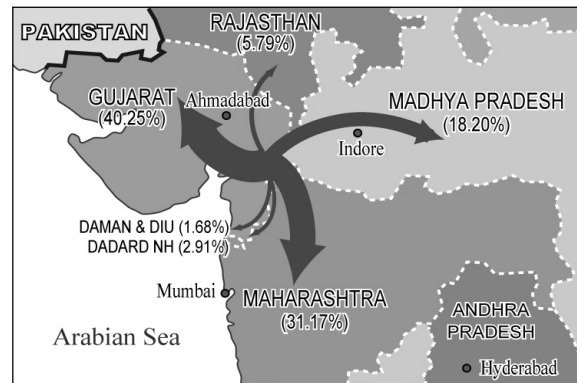 PAKISTAN
RAJASTHAN
(5.79%)
GUJARAT
(40.25%)
Ahmadabad
MADHYA PRADESH
(18.20%)
Indore
DAMAN & DIU (1.68%)
DADARD NH (2.91%)
Mumbai
MAHARASHTRA
(31.17%)
Arabian Sea
ANDHRA
PRADESH
Hyderabad